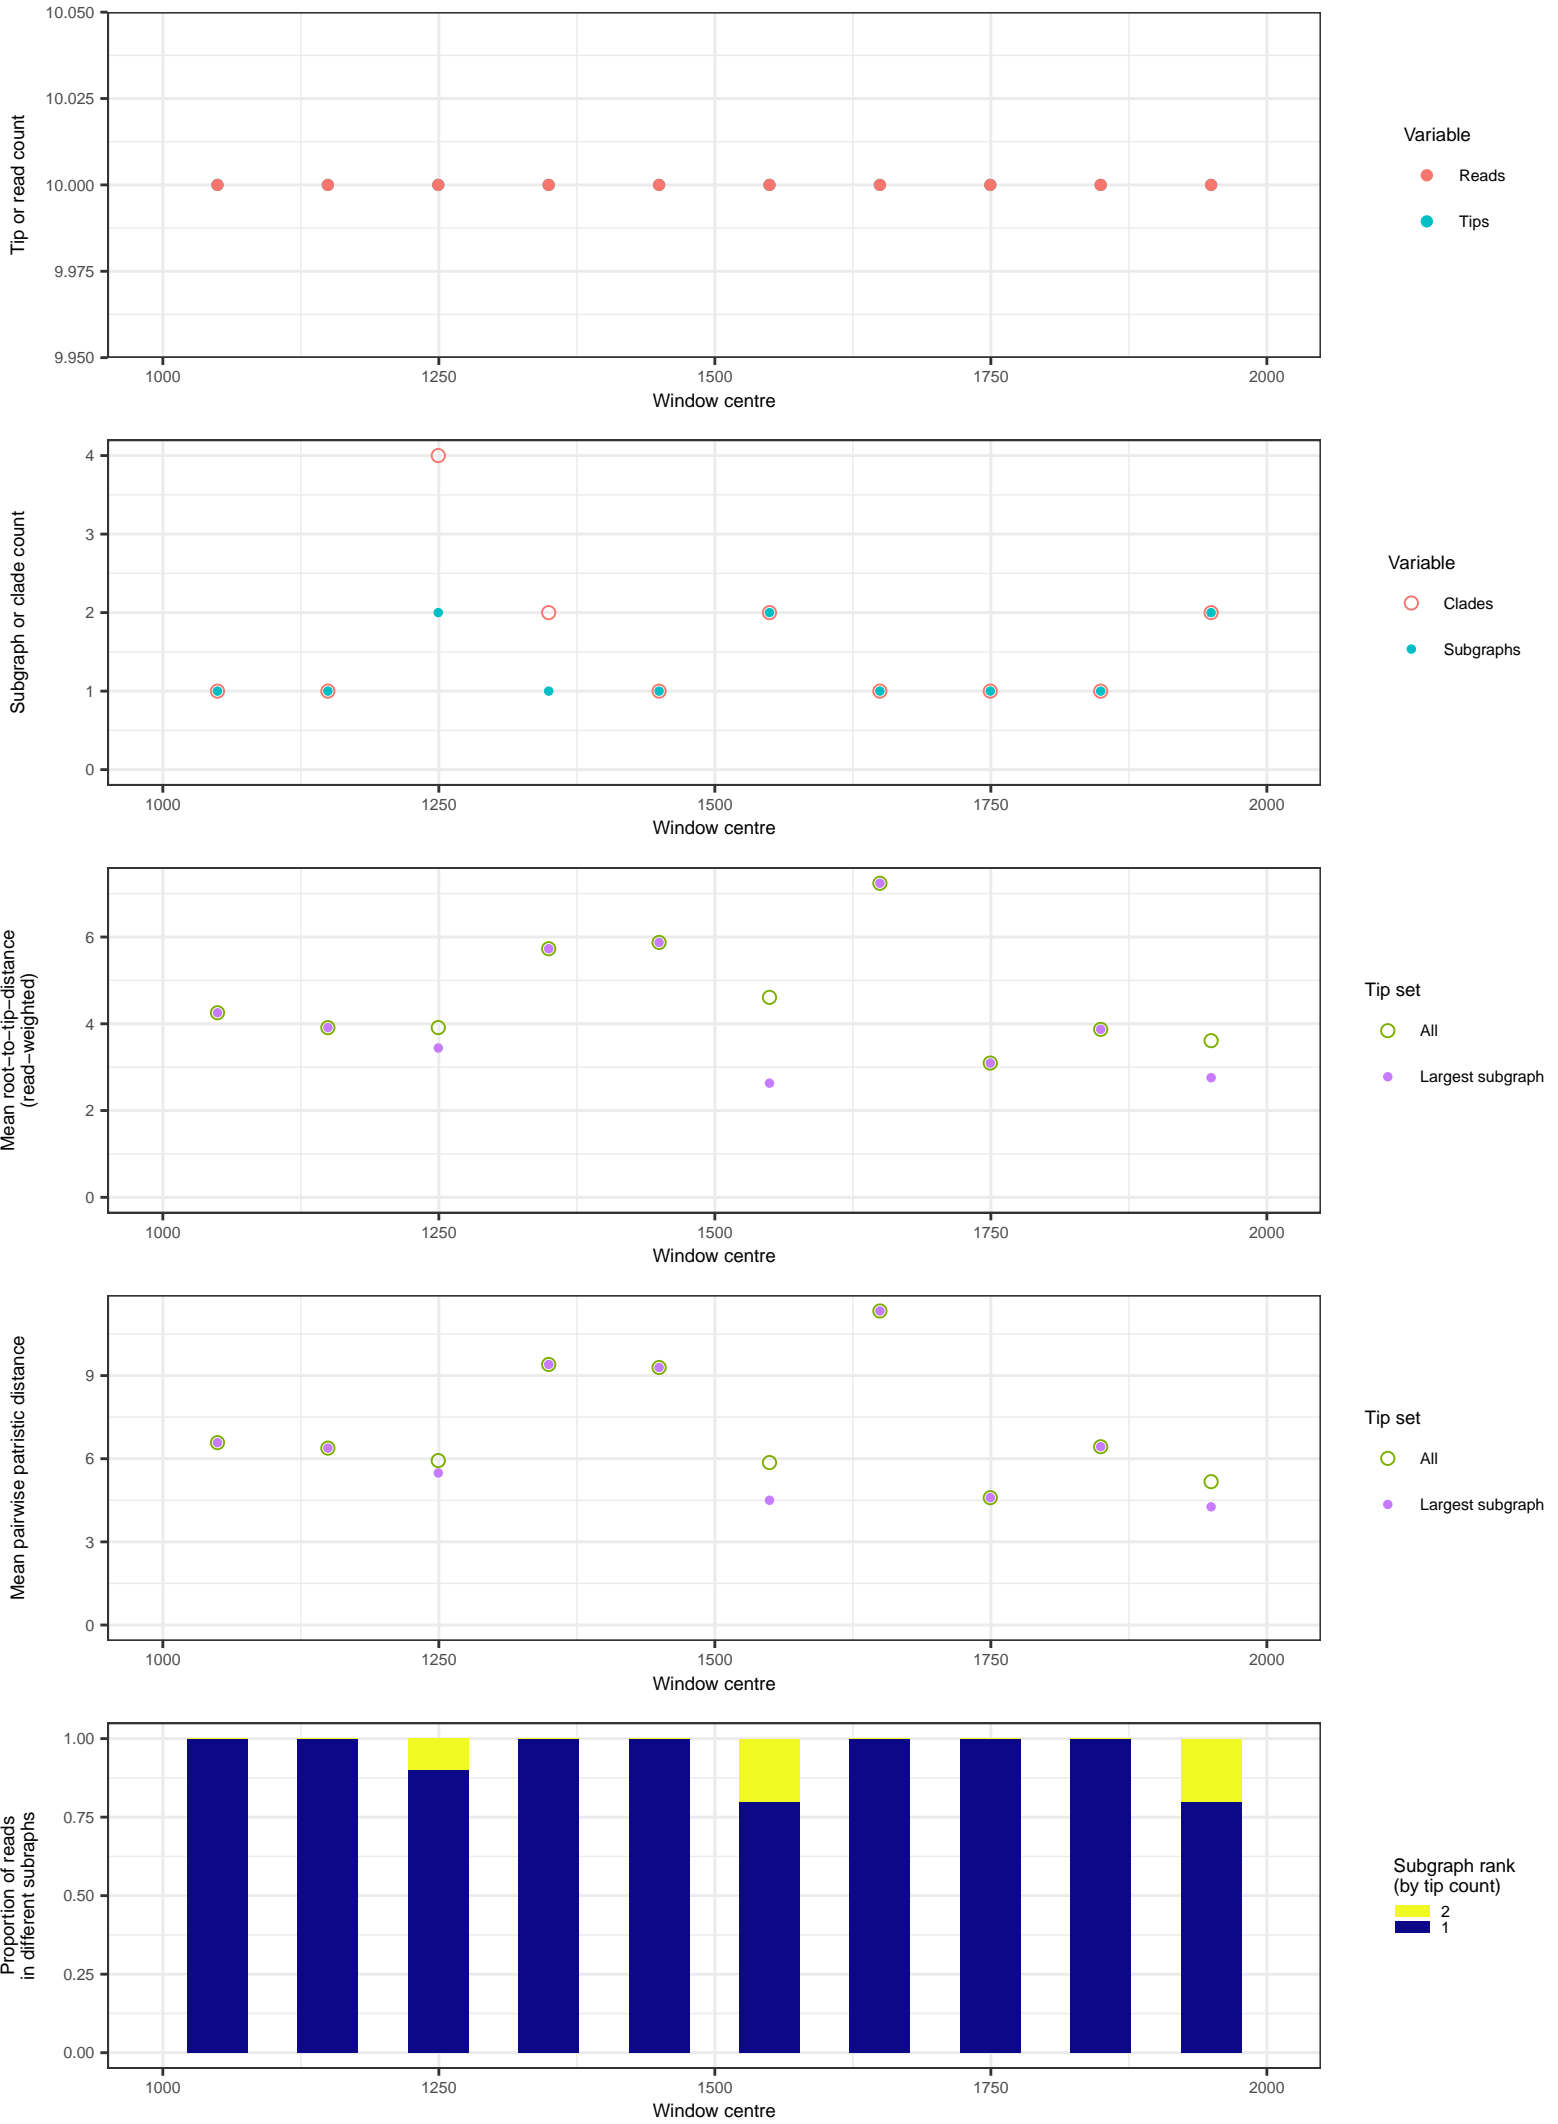 10.050
10.025
10.000
9.975
9.950
Tip or read count
1000 1250 1500 1750 2000
Window centre
Variable
Reads
Tips
4
3
2
1
0
Subgraph or clade count
1000 1250 1500 1750 2000
Window centre
Variable
Clades
Subgraphs
6
4
2
0
Mean root−to−tip−distance
(read−weighted)
1000 1250 1500 1750 2000
Window centre
Tip set
All
Largest subgraph
9
6
3
0
Mean pairwise patristic distance
1000 1250 1500 1750 2000
Window centre
Tip set
All
Largest subgraph
1.00
0.75
0.50
0.25
0.00
Proportion of reads
in different subraphs
1000 1250 1500 1750 2000
Window centre
Subgraph rank
(by tip count)
2
1